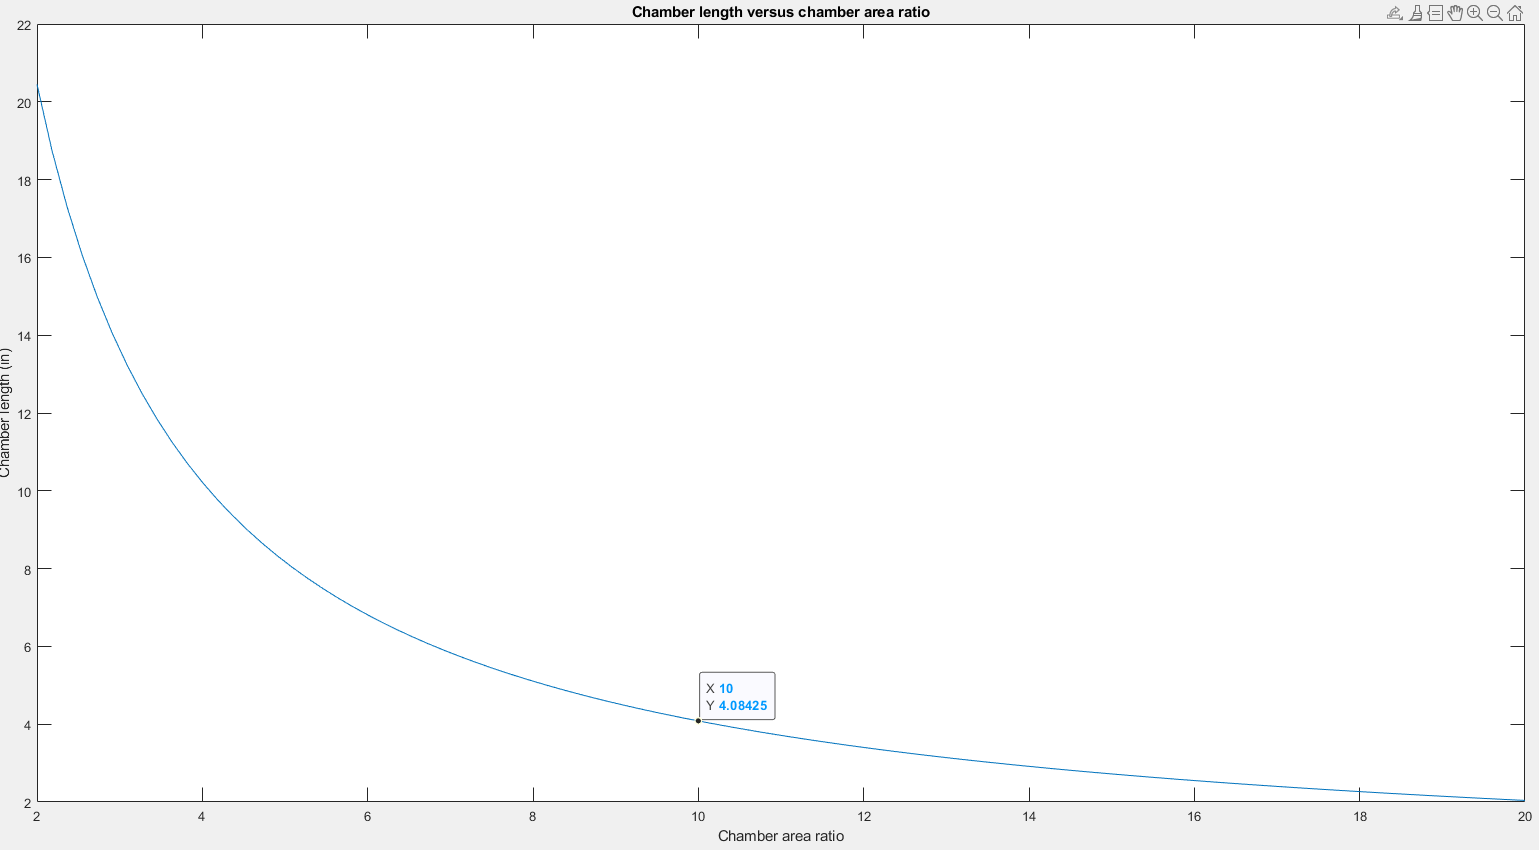 Chamber length versus chamber area ratio
22
20
18
16
14
12
10
8
6
4
2
Chamber length (in)
X 10
Y 4.08425
2 4 6 8 10 12 14 16 18 20
Chamber area ratio